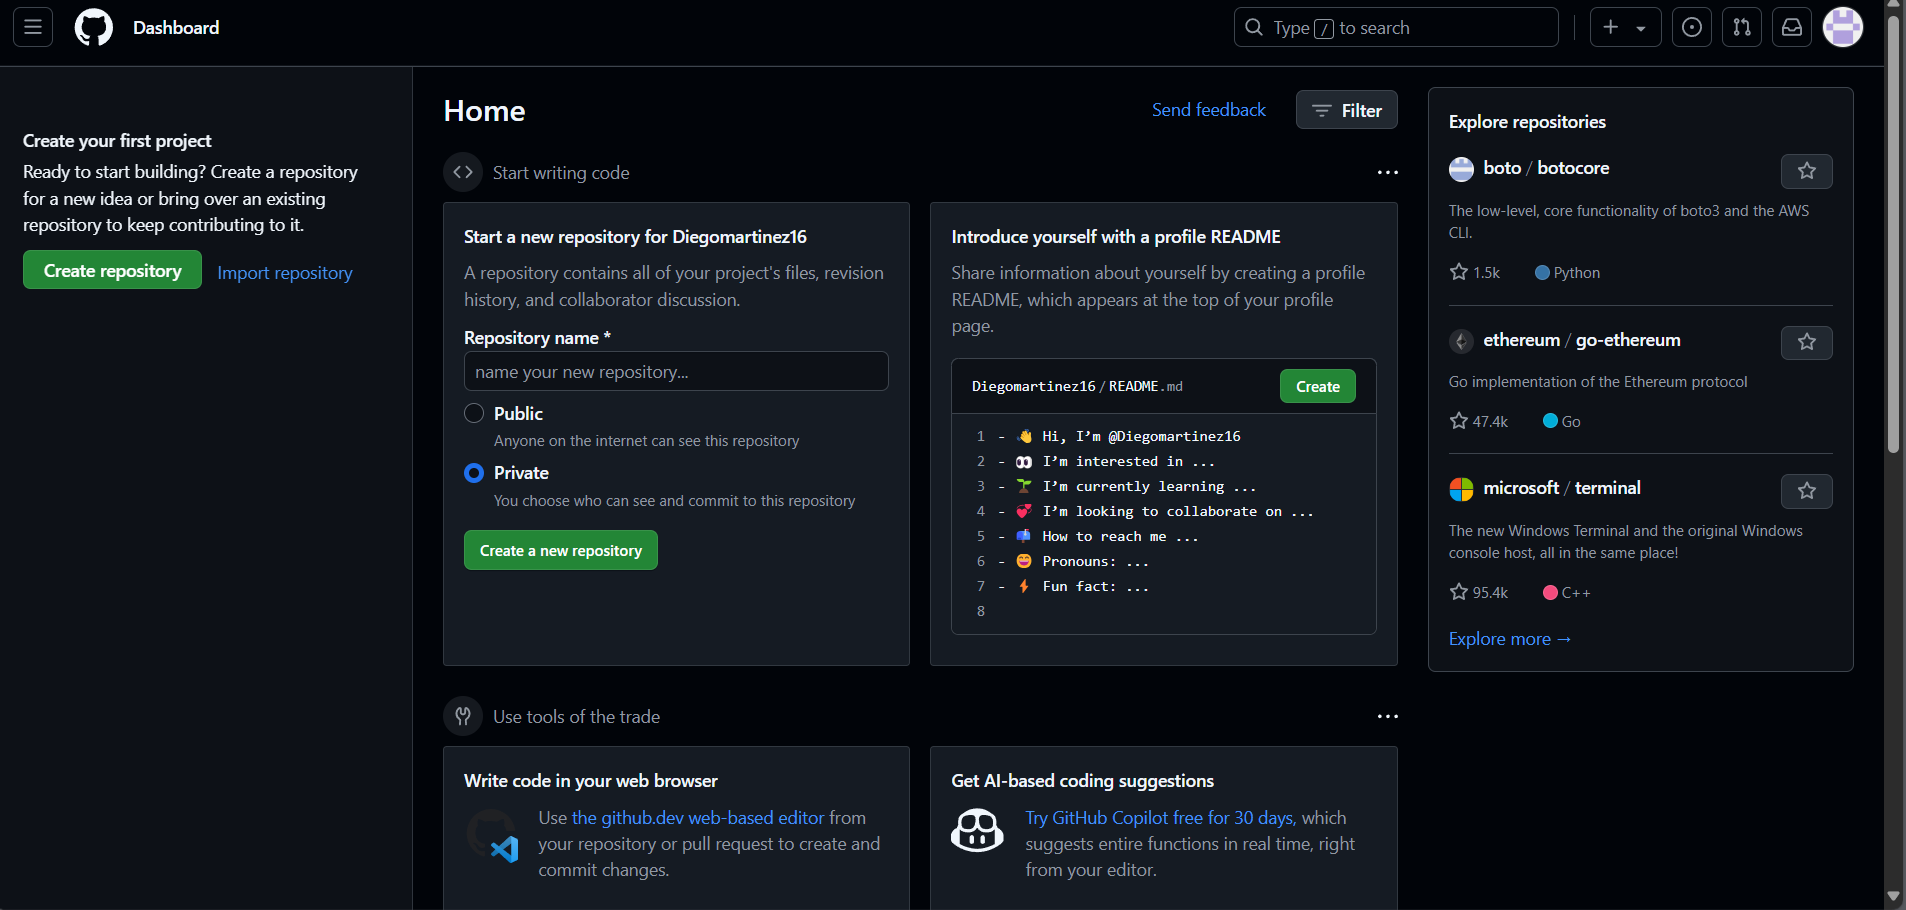 Dashboard
Type / to search
Create your first project
Ready to start building? Create a repository
for a new idea or bring over an existing
repository to keep contributing to it.
Create repository
Import repository
Home
Send feedback
Filter
Start writing code
Start a new repository for Diegomartinez16
A repository contains all of your project's files, revision
history, and collaborator discussion.
Repository name *
name your new repository...
Public
Anyone on the internet can see this repository
Private
You choose who can see and commit to this repository
Create a new repository
Introduce yourself with a profile README
Share information about yourself by creating a profile
README, which appears at the top of your profile
page.
Diegomartinez16 / README.md
Create
1 - 👋 Hi, I’m @Diegomartinez16
2 - 👀 I’m interested in ...
3 - 🌱 I’m currently learning ...
4 - 💞️ I’m looking to collaborate on ...
5 - 📫 How to reach me ...
6 - 😄 Pronouns: ...
7 - ⚡ Fun fact: ...
8
Use tools of the trade
Write code in your web browser
Use the github.dev web-based editor from
your repository or pull request to create and
commit changes.
Get AI-based coding suggestions
Try GitHub Copilot free for 30 days, which
suggests entire functions in real time, right
from your editor.
Explore repositories
boto / botocore
The low-level, core functionality of boto3 and the AWS
CLI.
1.5k Python
ethereum / go-ethereum
Go implementation of the Ethereum protocol
47.4k Go
microsoft / terminal
The new Windows Terminal and the original Windows
console host, all in the same place!
95.4k C++
Explore more →